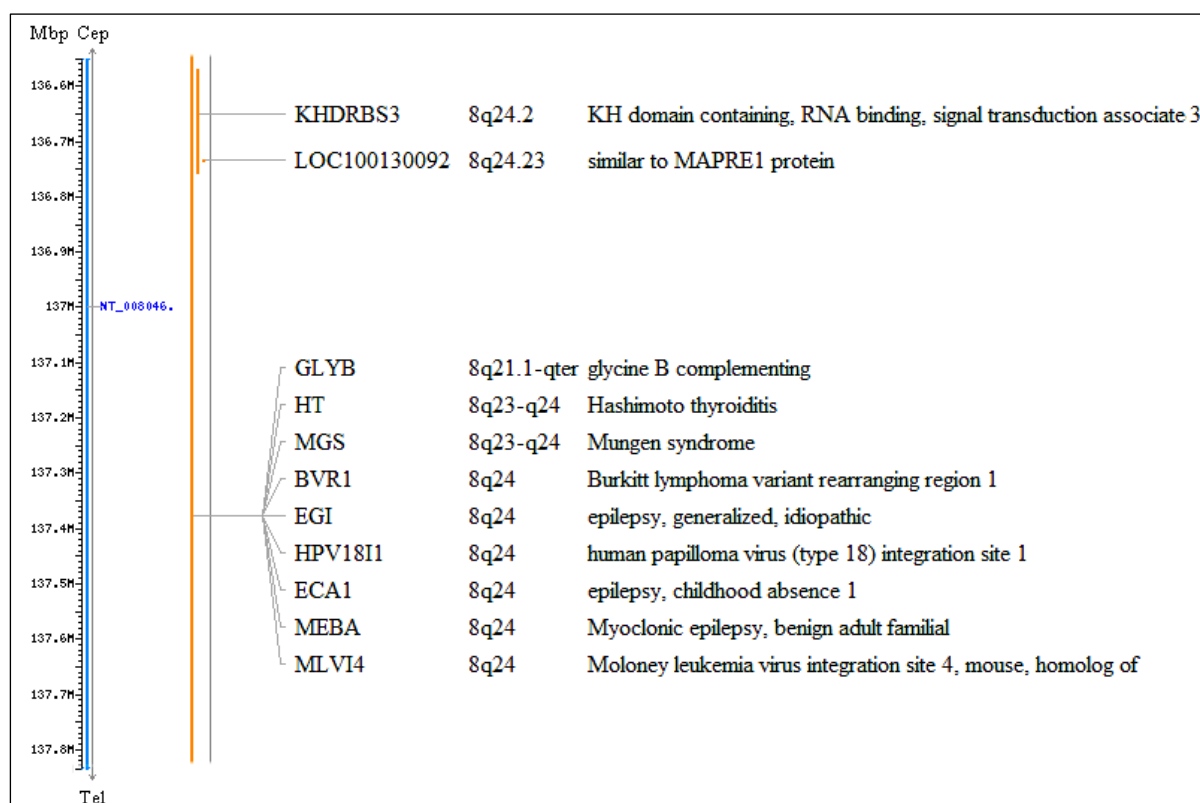 Mbp Cep
136.6M
KHDRBS3 8q24.2 KH domain containing, RNA binding, signal transduction associate 3
136.7M
LOC100130092 8q24.23 similar to MAPRE1 protein
136.8M
136.9M
137M NT_008046.
137.1M
GLYB 8q21.1-qter glycine B complementing
HT 8q23-q24 Hashimoto thyroiditis
137.2M
MGS 8q23-q24 Mungen syndrome
137.3M
BVR1 8q24 Burkitt lymphoma variant rearranging region 1
EGI 8q24 epilepsy, generalized, idiopathic
137.4M
HPV18I1 8q24 human papilloma virus (type 18) integration site 1
137.5M
ECA1 8q24 epilepsy, childhood absence 1
MEBA 8q24 Myoclonic epilepsy, benign adult familial
137.6M
MLVI4 8q24 Moloney leukemia virus integration site 4, mouse, homolog of
137.7M
137.8M
Tel